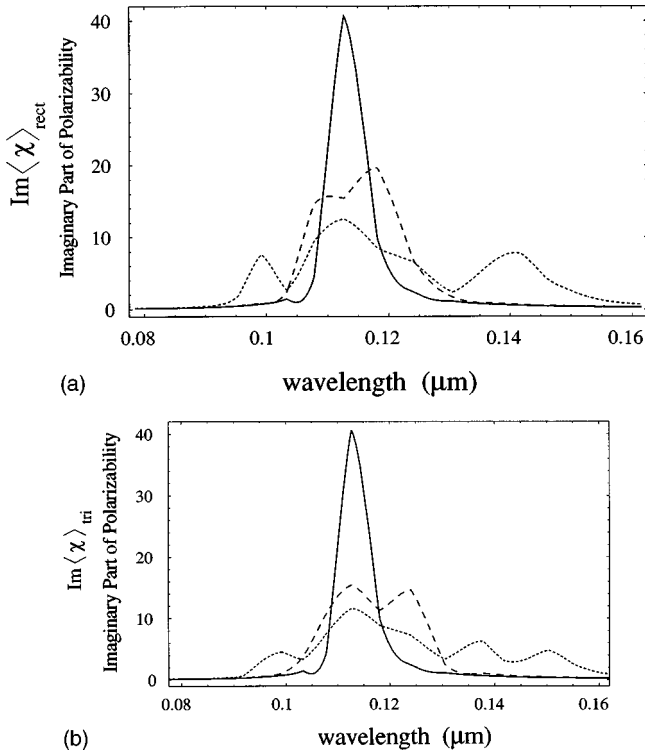 40
30
20
10
0
Im⟨χ⟩rect
Imaginary Part of Polarizability
0.08 0.1 0.12 0.14 0.16
(a) wavelength (μm)
40
30
20
10
0
Im⟨χ⟩tri
Imaginary Part of Polarizability
0.08 0.1 0.12 0.14 0.16
(b) wavelength (μm)